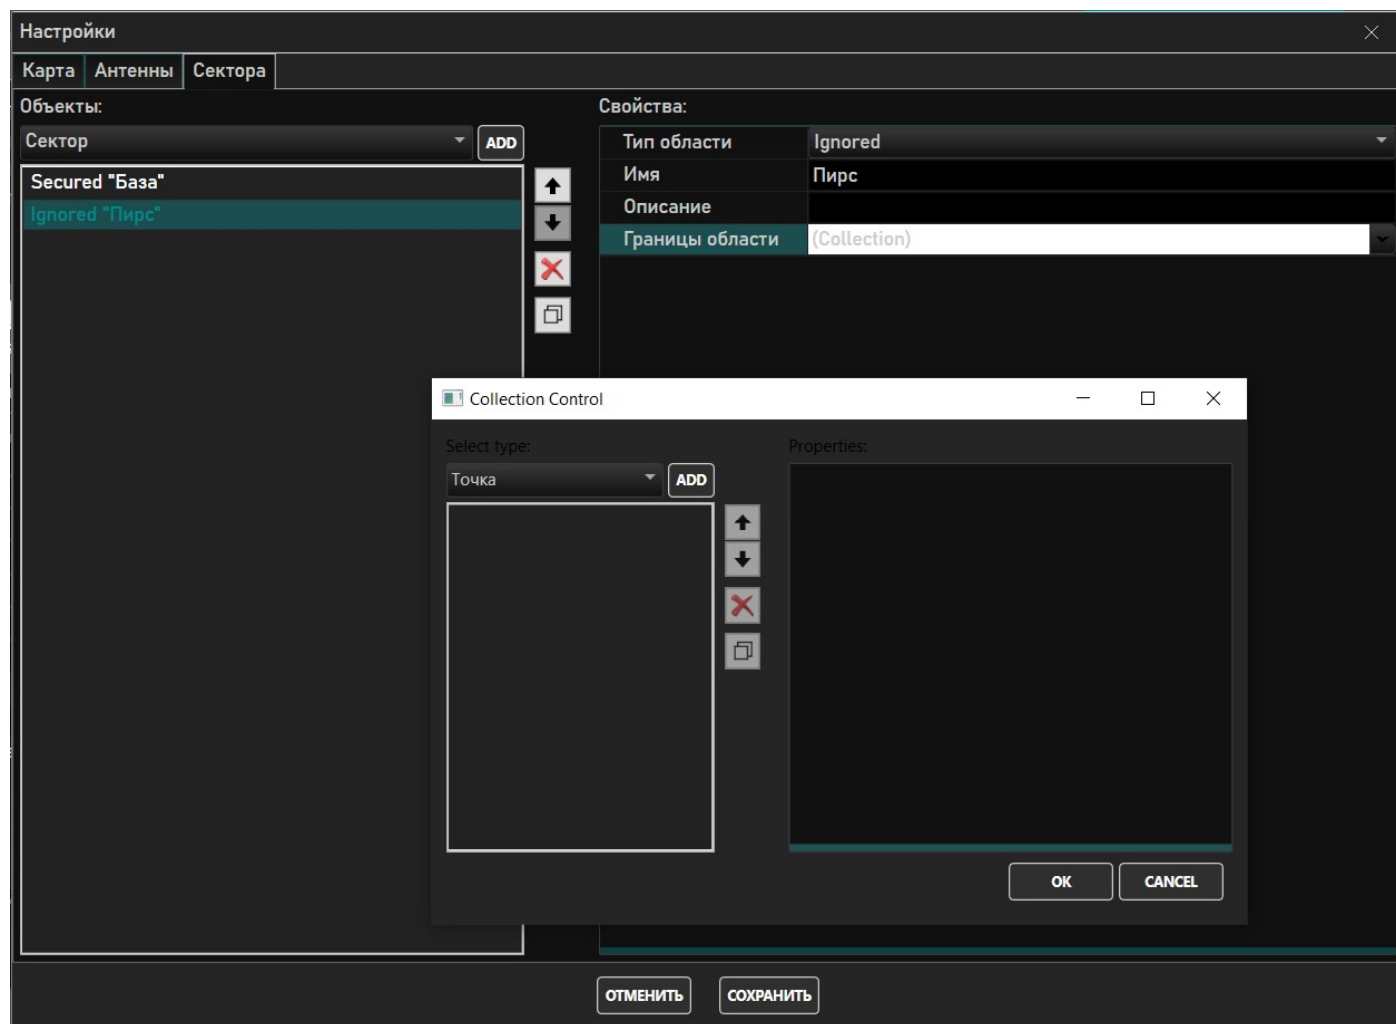 Настройки
Карта Антенны Сектора
Объекты:
Сектор ADD
Secured "База"
Ignored "Пирс"
Свойства:
Тип области Ignored
Имя Пирс
Описание
Границы области (Collection)
Collection Control
Select type:
Точка ADD
Properties:
OK CANCEL
ОТМЕНИТЬ СОХРАНИТЬ